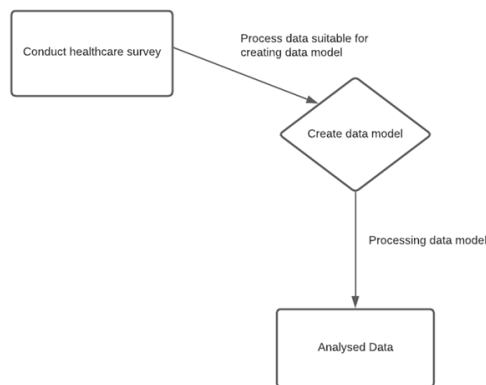 Conduct healthcare survey
Process data suitable for
creating data model
Create data model
Processing data model
Analysed Data